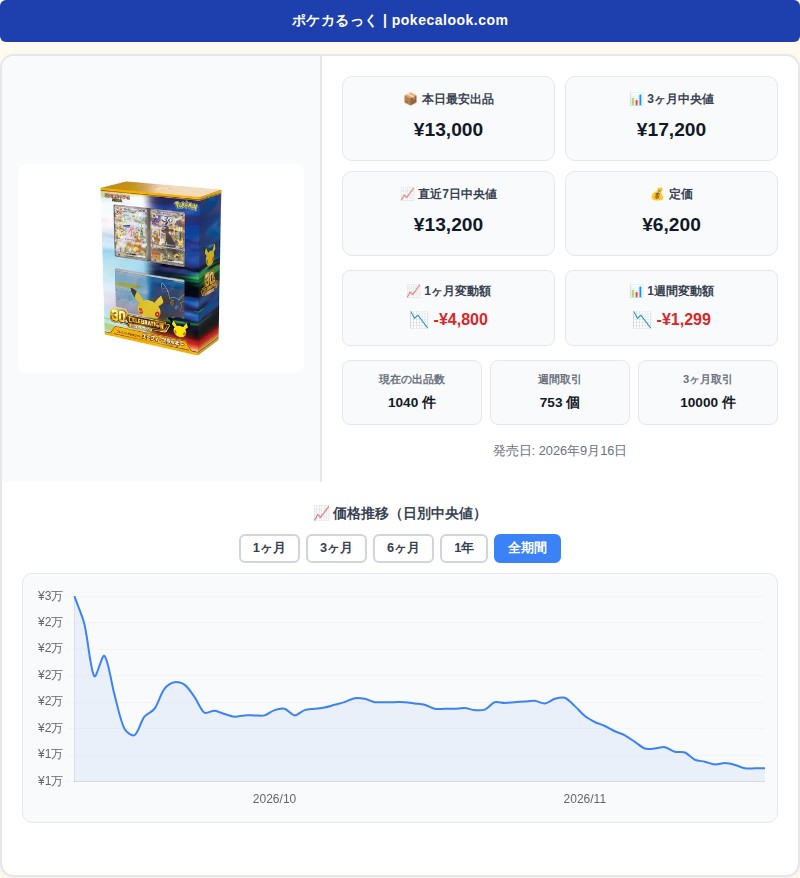 ポケカるっく | pokecalook.com
📦 本日最安出品
¥13,000
📊 3ヶ月中央値
¥17,200
📈 直近7日中央値
¥13,200
💰 定価
¥6,200
📈 1ヶ月変動額
📉 -¥4,800
📊 1週間変動額
📉 -¥1,299
現在の出品数
1040 件
週間取引
753 個
3ヶ月取引
10000 件
Pokémon
30
CELEBRATION
発売日: 2026年9月16日
📈 価格推移（日別中央値）
1ヶ月
3ヶ月
6ヶ月
1年
全期間
¥3万
¥2万
¥2万
¥2万
¥2万
¥2万
¥1万
¥1万
2026/10
2026/11